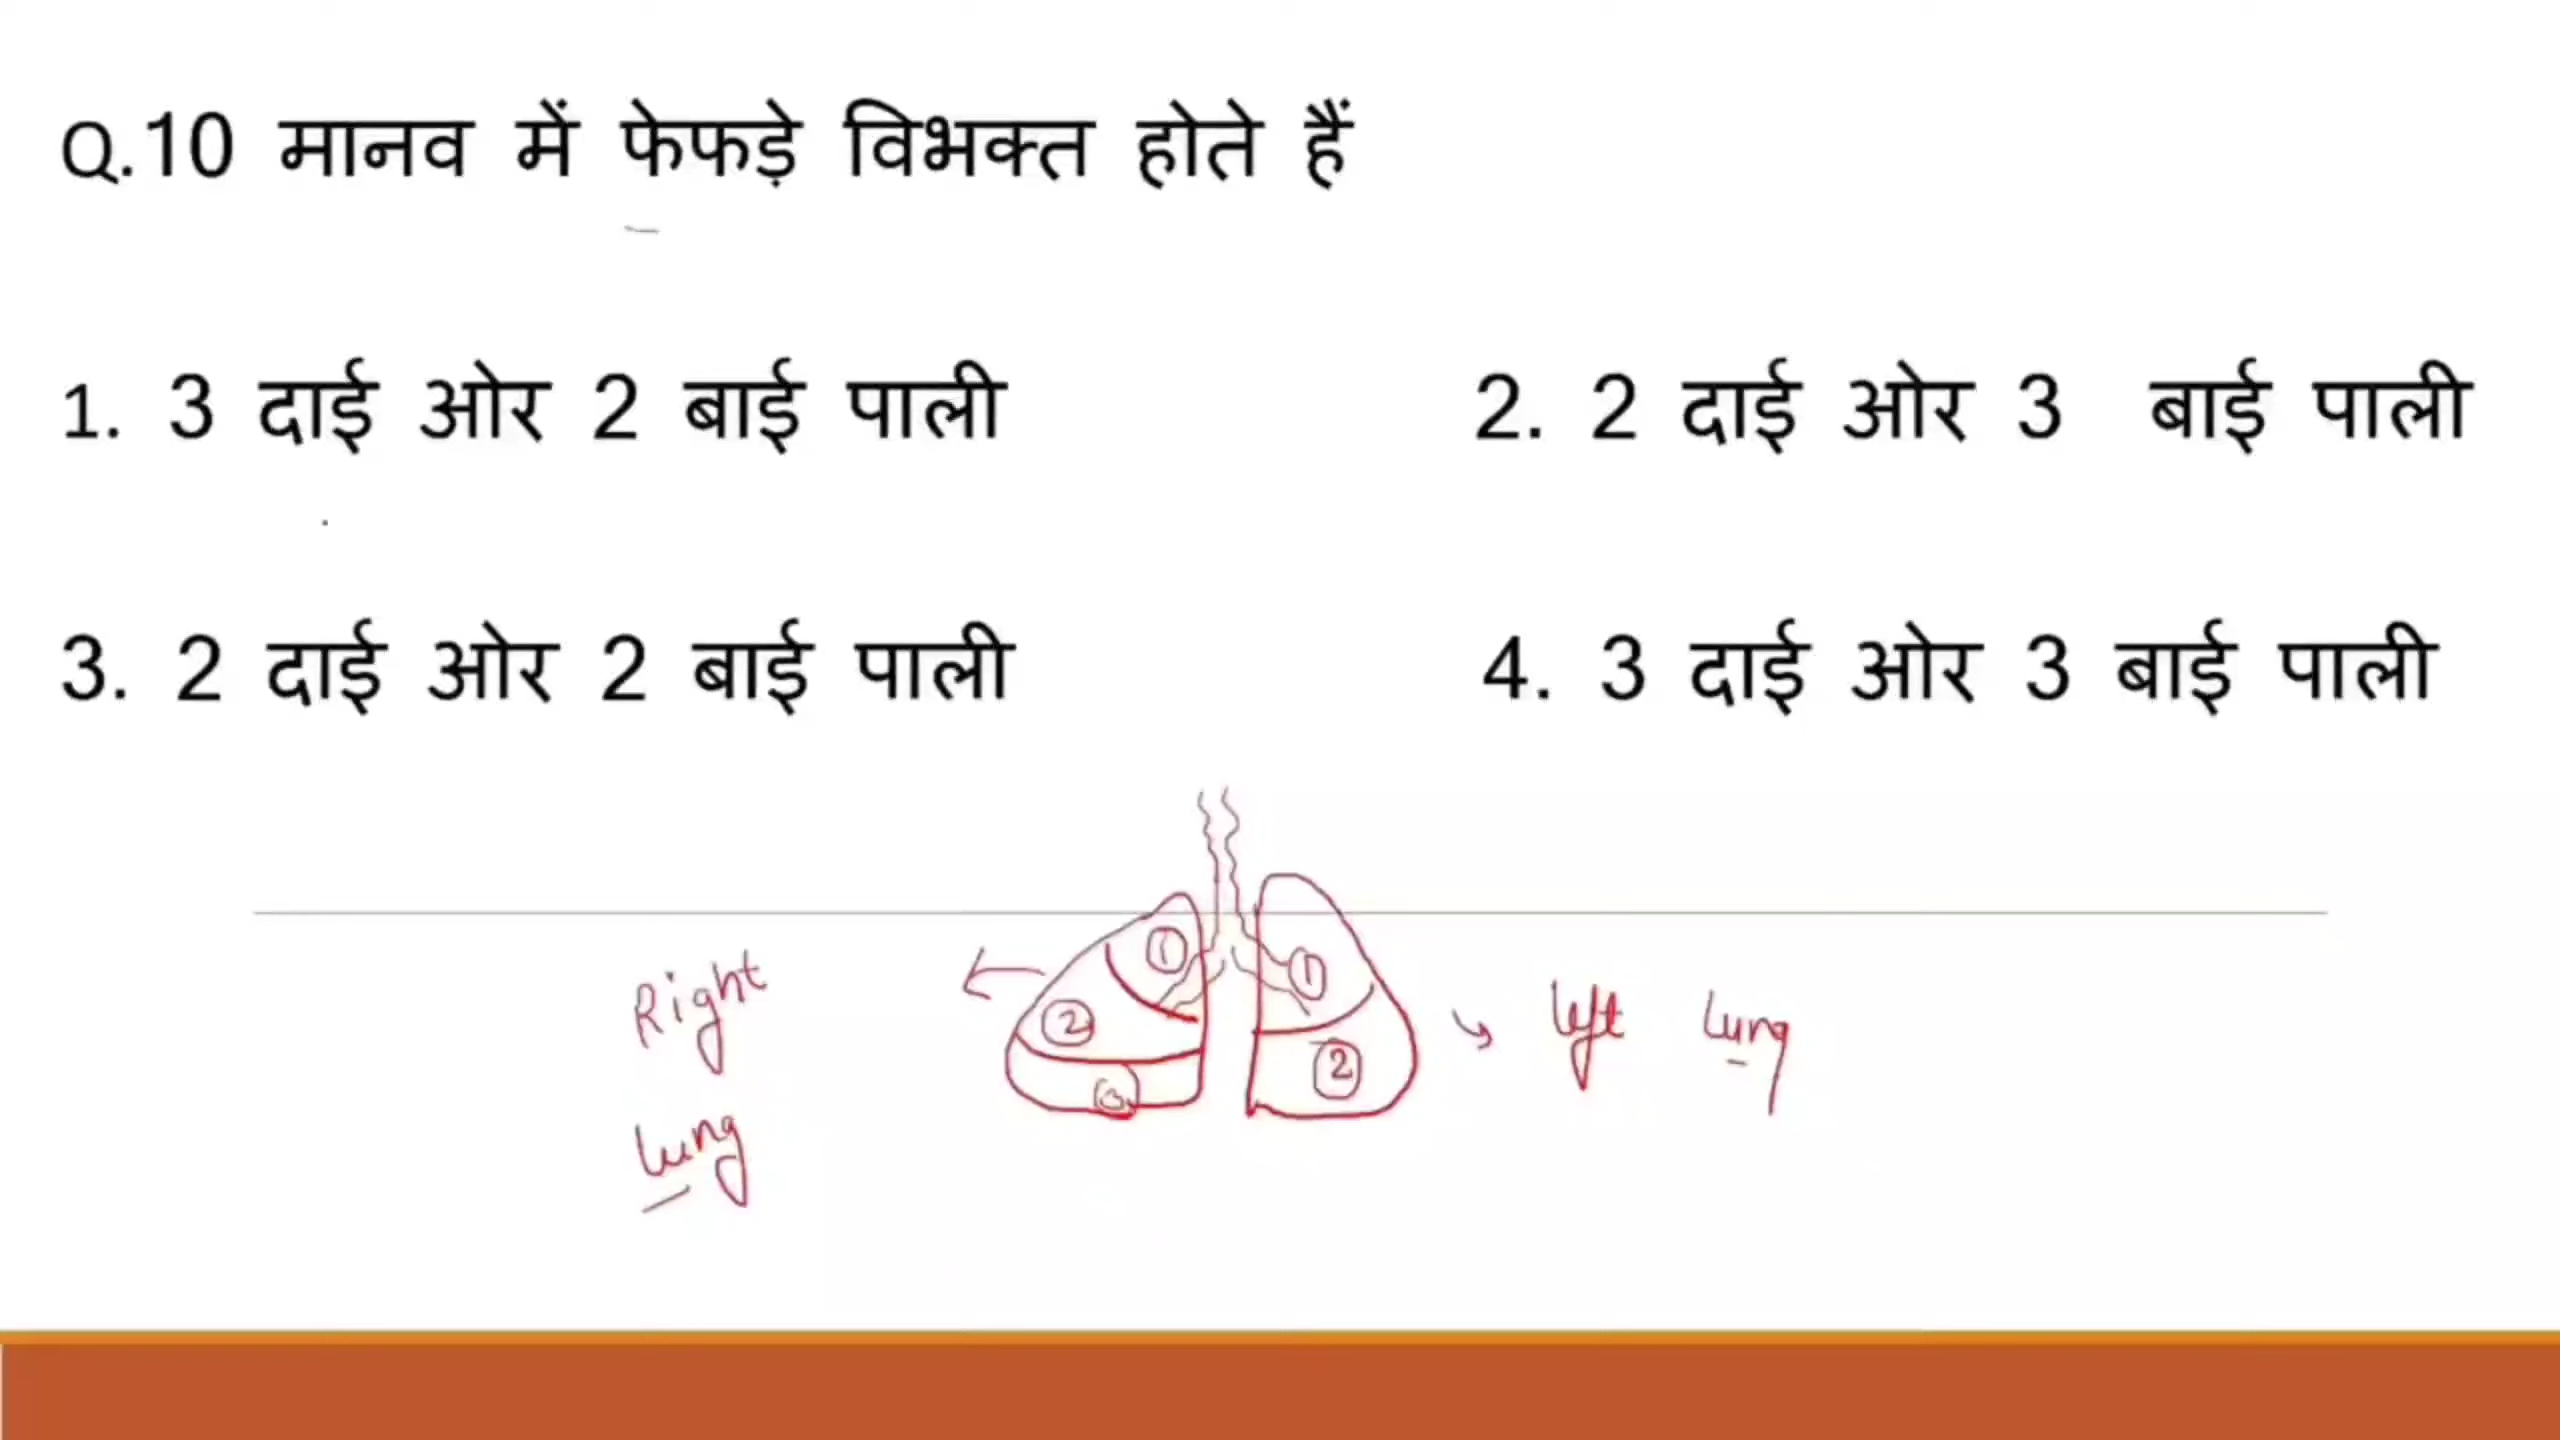 Q.10 मानव में फेफड़े विभक्त होते हैं
1. 3 दाई ओर 2 बाई पाली
2. 2 दाई ओर 3 बाई पाली
3. 2 दाई ओर 2 बाई पाली
4. 3 दाई ओर 3 बाई पाली
Right
Lung
1
2
3
1
2
left Lung